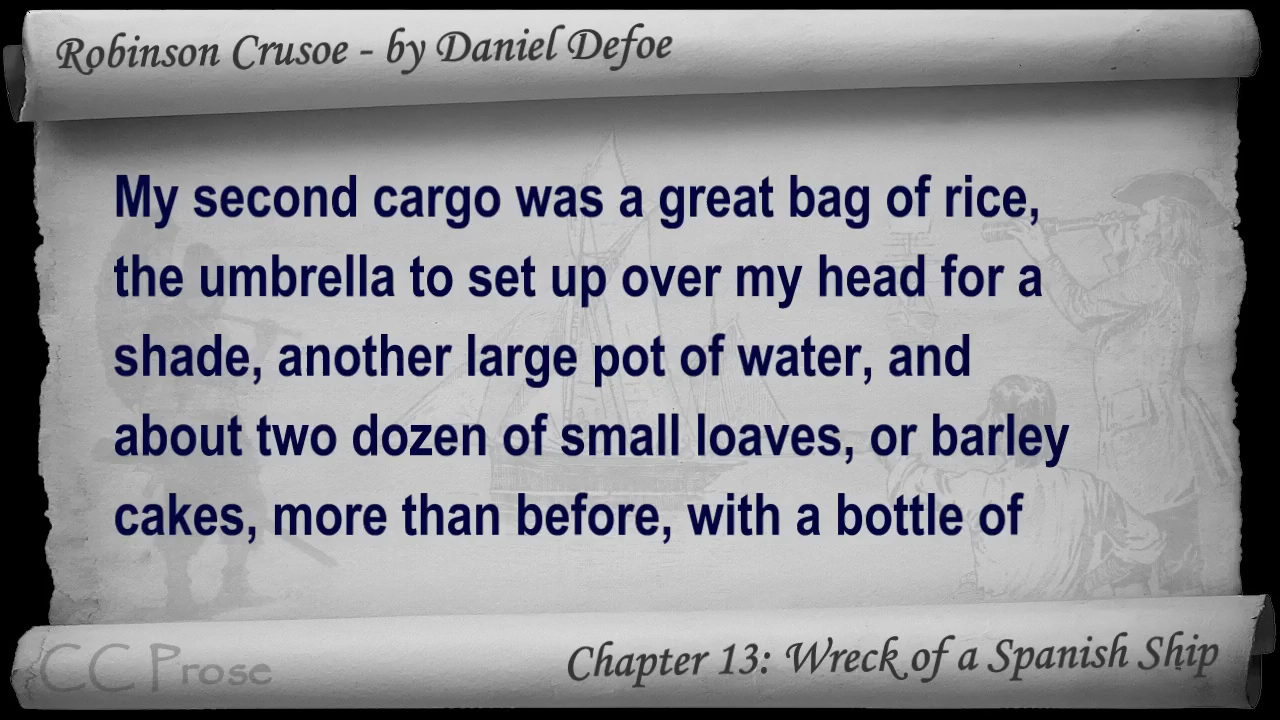 Robinson Crusoe - by Daniel Defoe
My second cargo was a great bag of rice,
the umbrella to set up over my head for a
shade, another large pot of water, and
about two dozen of small loaves, or barley
cakes, more than before, with a bottle of
CC Prose
Chapter 13: Wreck of a Spanish Ship